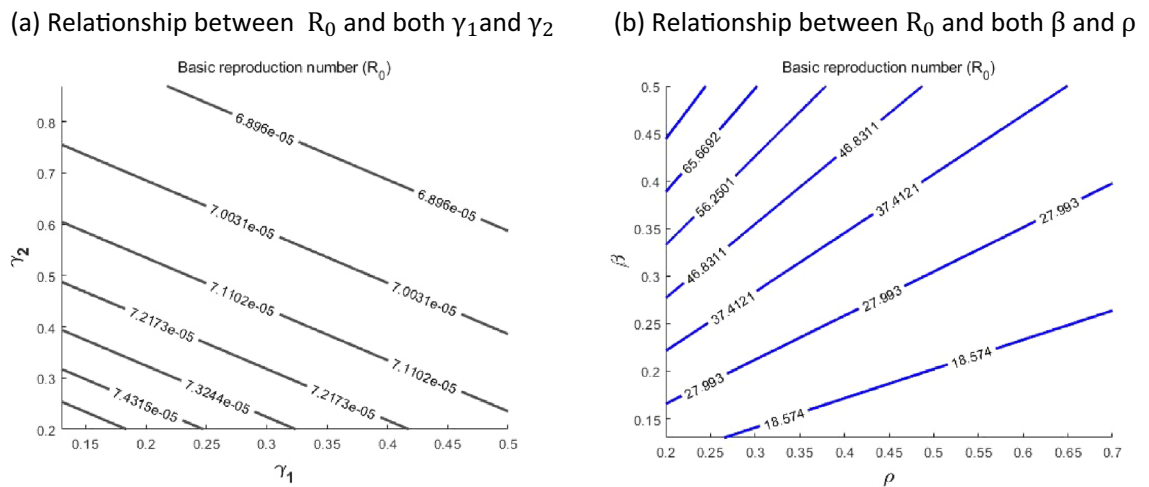 (a) Relationship between R₀ and both γ₁and γ₂
Basic reproduction number (R₀)
0.8
0.7
0.6
0.5
0.4
0.3
0.2
γ₂
6.896e-05
6.896e-05
7.0031e-05
7.0031e-05
7.1102e-05
7.1102e-05
7.2173e-05
7.2173e-05
7.3244e-05
7.4315e-05
0.15
0.2
0.25
0.3
0.35
0.4
0.45
0.5
γ₁
(b) Relationship between R₀ and both β and ρ
Basic reproduction number (R₀)
0.5
0.45
0.4
0.35
0.3
0.25
0.2
0.15
β
65.6692
56.2501
46.8311
46.8311
37.4121
37.4121
27.993
27.993
27.993
18.574
18.574
0.2
0.25
0.3
0.35
0.4
0.45
0.5
0.55
0.6
0.65
0.7
ρ